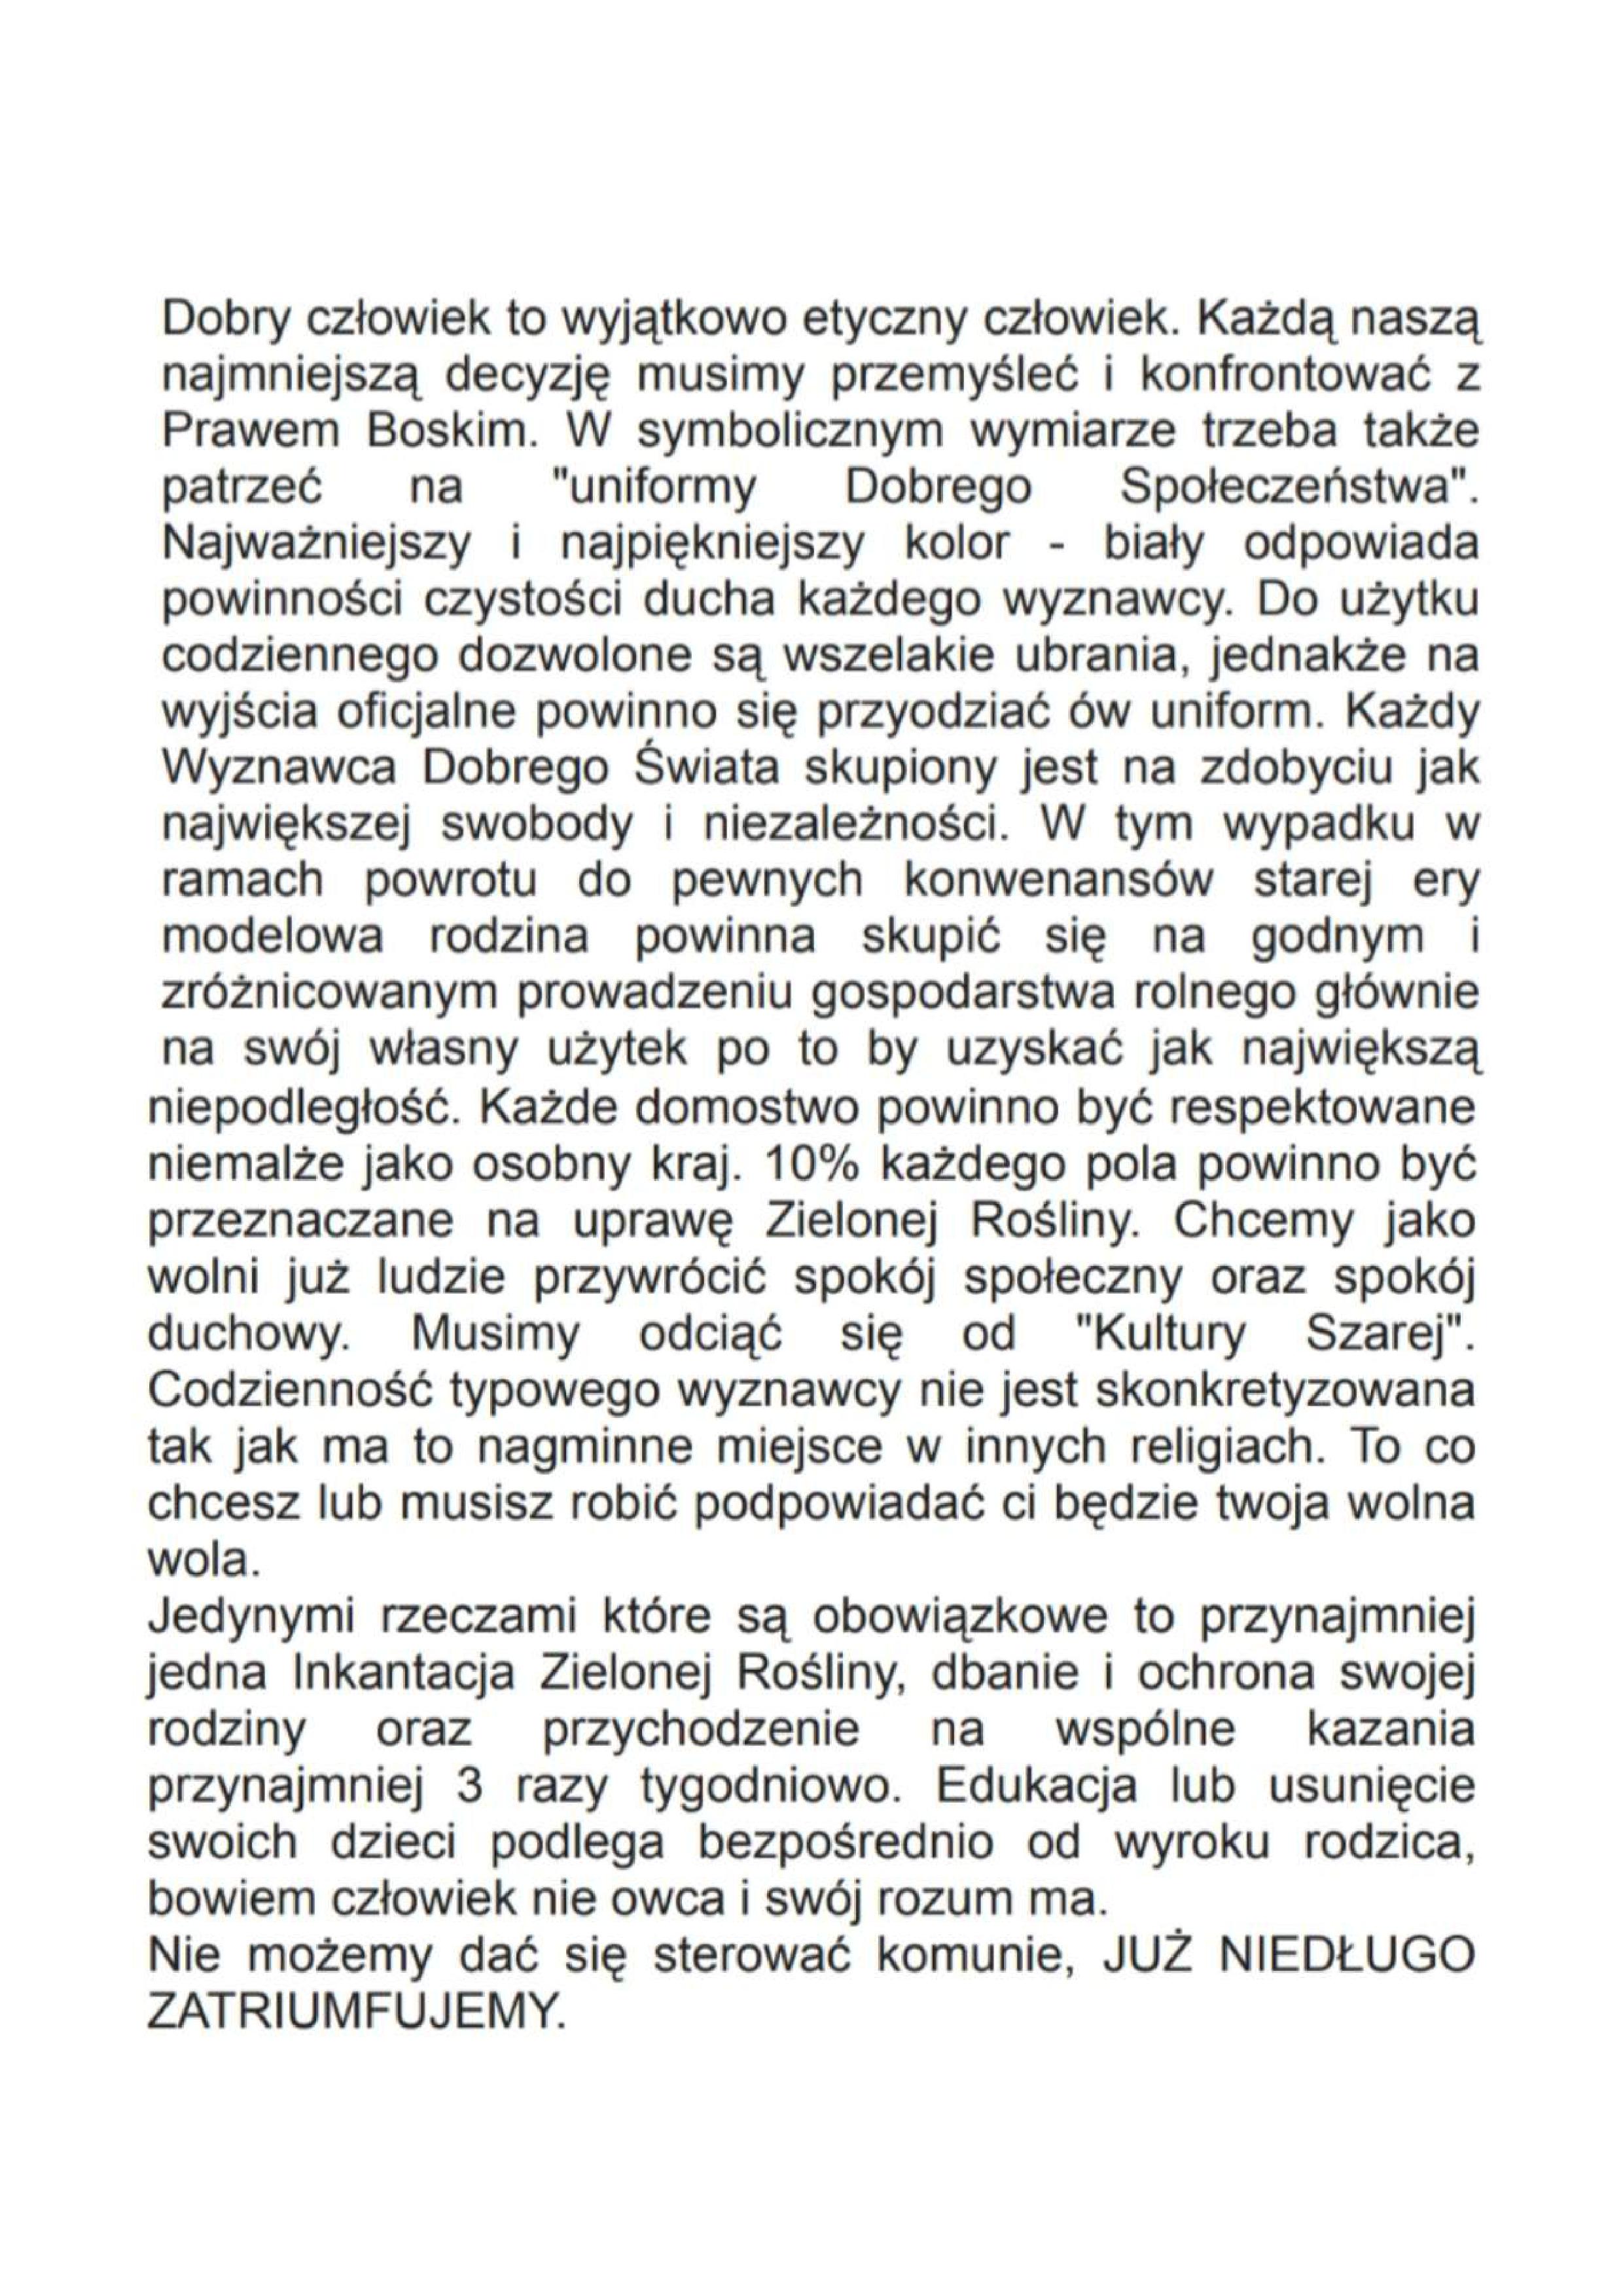 Dobry człowiek to wyjątkowo etyczny człowiek. Każdą naszą
najmniejszą decyzję musimy przemyśleć i konfrontować z
Prawem Boskim. W symbolicznym wymiarze trzeba także
patrzeć na "uniformy Dobrego Społeczeństwa".
Najważniejszy i najpiękniejszy kolor - biały odpowiada
powinności czystości ducha każdego wyznawcy. Do użytku
codziennego dozwolone są wszelakie ubrania, jednakże na
wyjścia oficjalne powinno się przyodziać ów uniform. Każdy
Wyznawca Dobrego Świata skupiony jest na zdobyciu jak
największej swobody i niezależności. W tym wypadku w
ramach powrotu do pewnych konwenansów starej ery
modelowa rodzina powinna skupić się na godnym i
zróżnicowanym prowadzeniu gospodarstwa rolnego głównie
na swój własny użytek po to by uzyskać jak największą
niepodległość. Każde domostwo powinno być respektowane
niemalże jako osobny kraj. 10% każdego pola powinno być
przeznaczane na uprawę Zielonej Rośliny. Chcemy jako
wolni już ludzie przywrócić spokój społeczny oraz spokój
duchowy. Musimy odciąć się od "Kultury Szarej".
Codzienność typowego wyznawcy nie jest skonkretyzowana
tak jak ma to nagminne miejsce w innych religiach. To co
chcesz lub musisz robić podpowiadać ci będzie twoja wolna
wola.
Jedynymi rzeczami które są obowiązkowe to przynajmniej
jedna Inkantacja Zielonej Rośliny, dbanie i ochrona swojej
rodziny oraz przychodzenie na wspólne kazania
przynajmniej 3 razy tygodniowo. Edukacja lub usunięcie
swoich dzieci podlega bezpośrednio od wyroku rodzica,
bowiem człowiek nie owca i swój rozum ma.
Nie możemy dać się sterować komunie, JUŻ NIEDŁUGO
ZATRIUMFUJEMY.